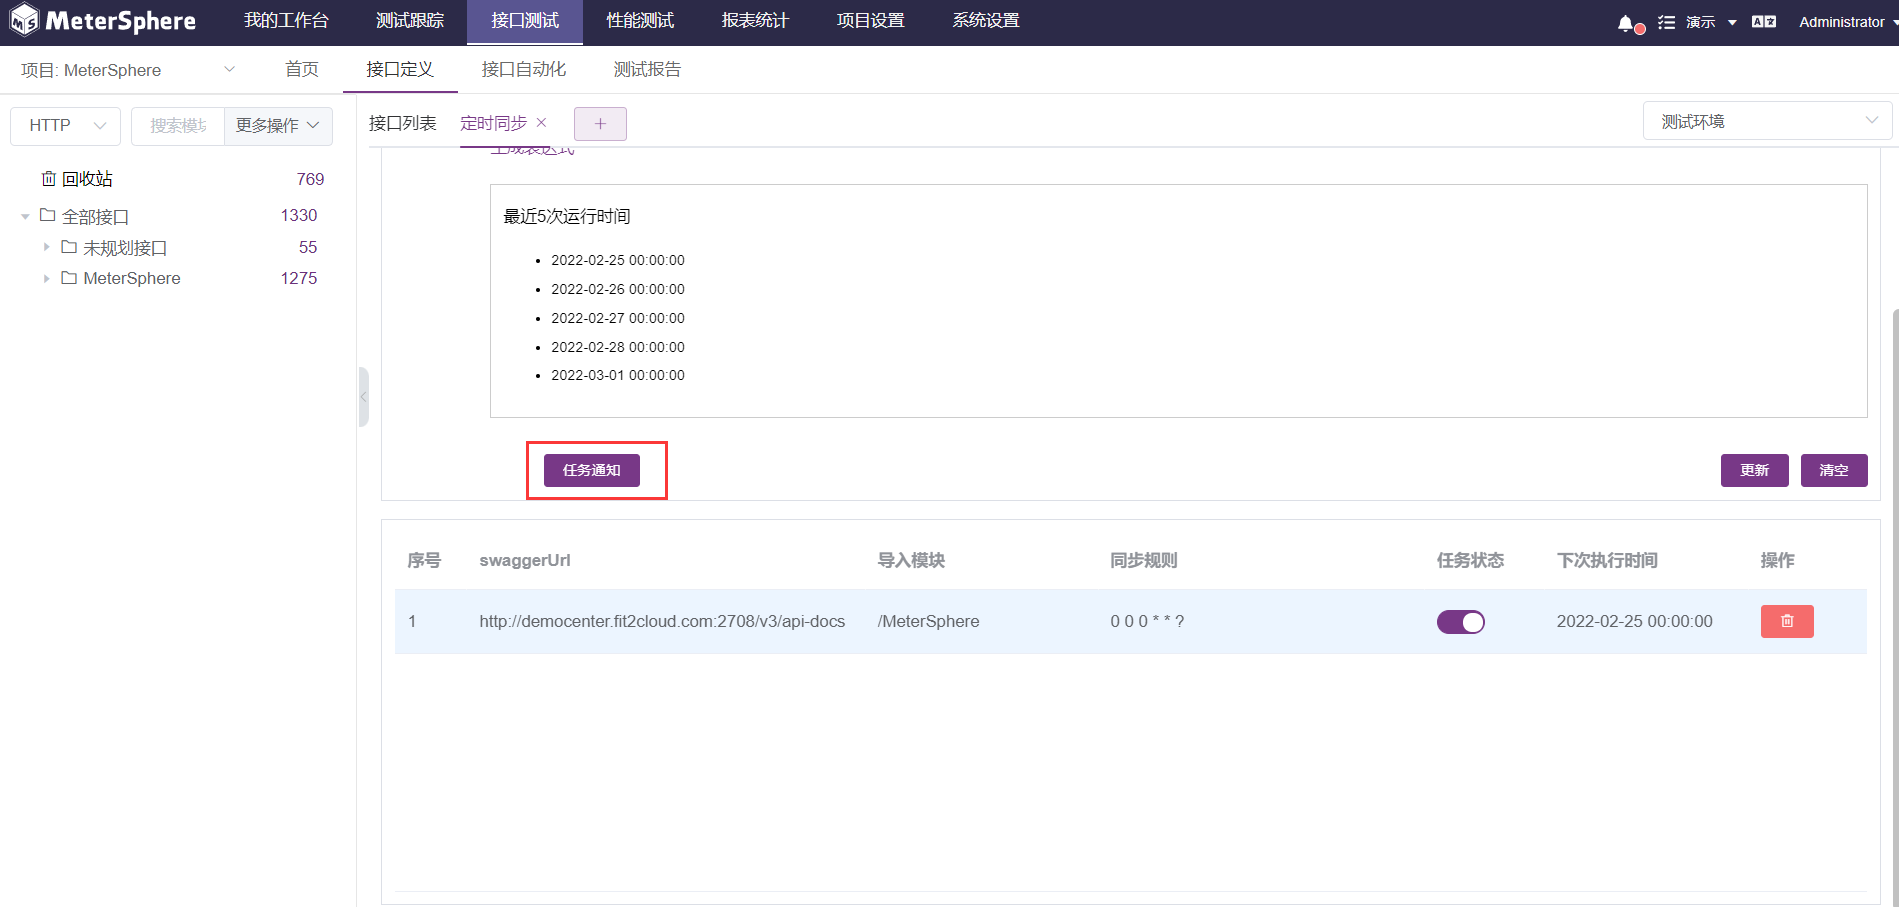 MeterSphere 我的工作台 测试跟踪 接口测试 性能测试 报表统计 项目设置 系统设置 演示 Administrator
项目: MeterSphere 首页 接口定义 接口自动化 测试报告
HTTP 搜索模块 更多操作
接口列表 定时同步 × + 测试环境
生成表达式
回收站 769
全部接口 1330
未规划接口 55
MeterSphere 1275
最近5次运行时间
2022-02-25 00:00:00
2022-02-26 00:00:00
2022-02-27 00:00:00
2022-02-28 00:00:00
2022-03-01 00:00:00
任务通知 更新 清空
序号 swaggerUrl 导入模块 同步规则 任务状态 下次执行时间 操作
1 http://democenter.fit2cloud.com:2708/v3/api-docs /MeterSphere 0 0 0 * * ? 2022-02-25 00:00:00